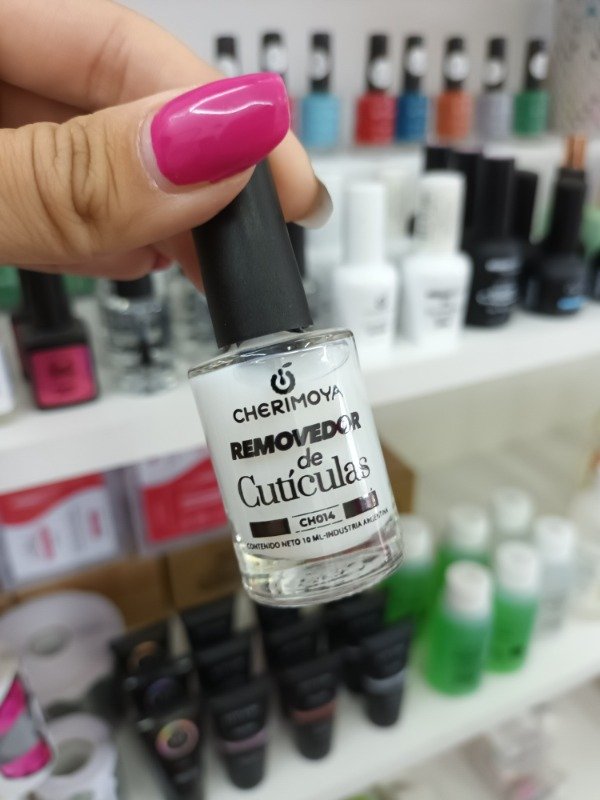 CHERIMOYA
REMOVEDOR
de
Cutículas
CH014
CONTENIDO NETO 10 ML-INDUSTRIA ARGENTINA